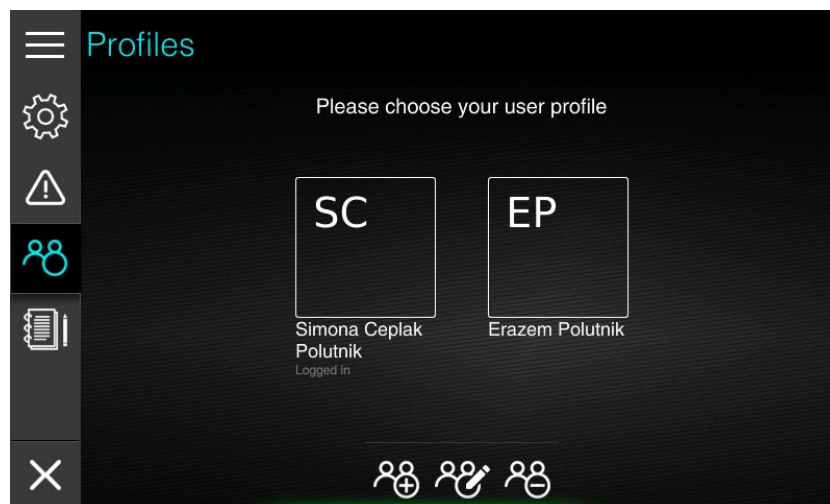 Profiles
Please choose your user profile
SC
EP
Simona Ceplak
Polutnik
Logged in
Erazem Polutnik